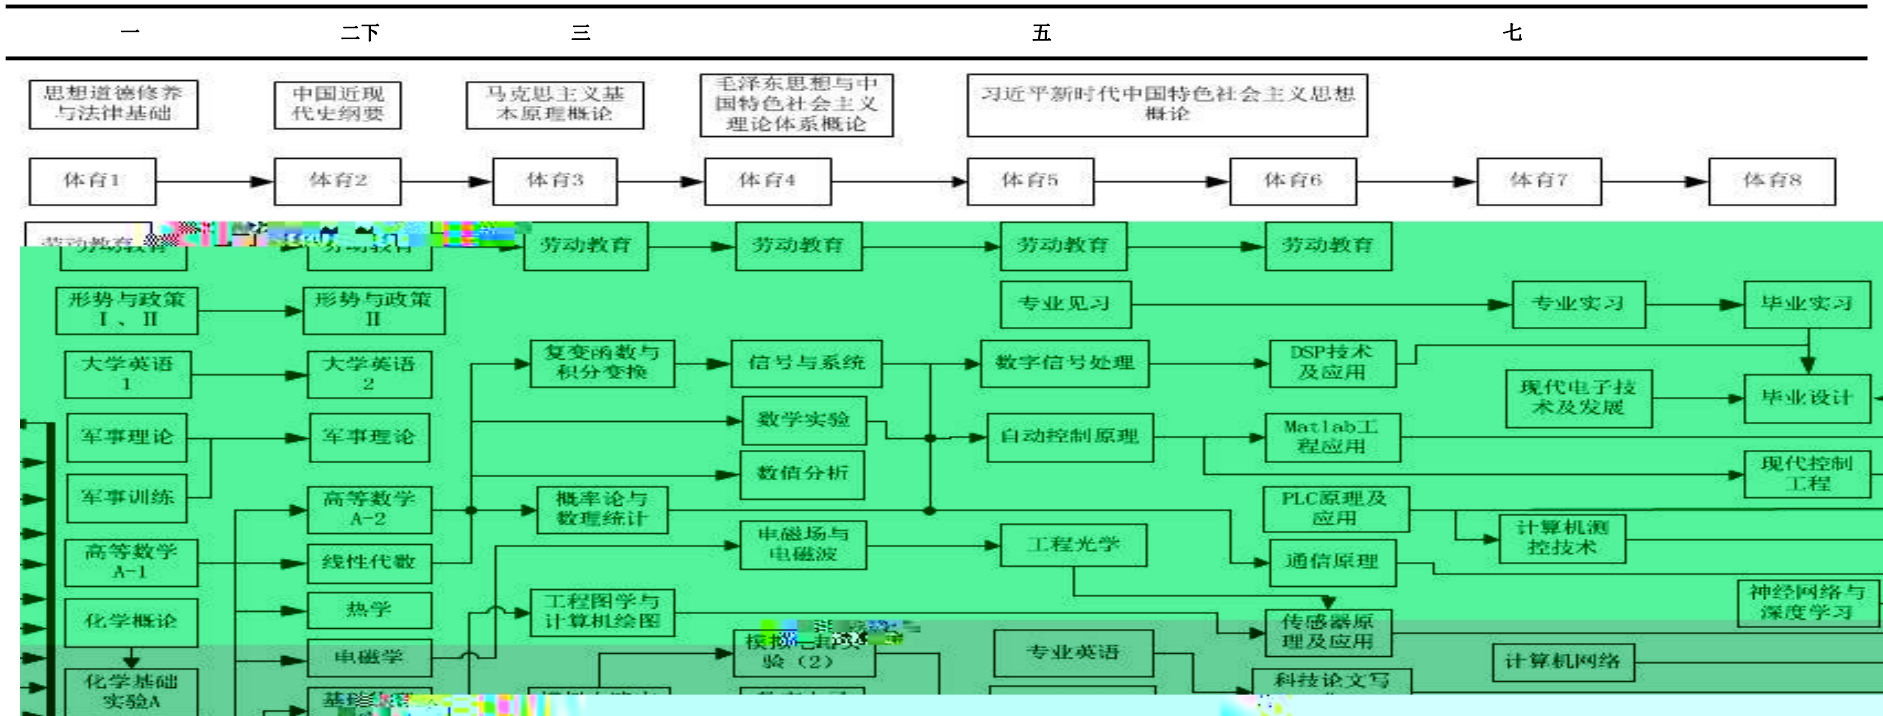 一 二下 三 五 七
思想道德修养
与法律基础
中国近现
代史纲要
马克思主义基
本原理概论
毛泽东思想与中
国特色社会主义
理论体系概论
习近平新时代中国特色社会主义思想
概论
体育1 体育2 体育3 体育4 体育5 体育6 体育7 体育8
劳动教育 劳动教育 劳动教育 劳动教育 劳动教育 劳动教育
形势与政策
I、II
形势与政策
II
专业见习 专业实习 毕业实习
大学英语
1
大学英语
2
复变函数与
积分变换
信号与系统
数字信号处理
DSP技术
及应用
现代电子技
术及发展
毕业设计
军事理论
军事理论
数学实验
自动控制原理
Matlab工
程应用
数值分析
现代控制
工程
军事训练
高等数学
A-2
概率论与
数理统计
PLC原理及
应用
计算机测
控技术
高等数学
A-1
线性代数
电磁场与
电磁波
工程光学
通信原理
化学概论
热学
工程图学与
计算机绘图
传感器原
理及应用
神经网络与
深度学习
电磁学
验（2）
专业英语
计算机网络
化学基础
实验A
科技论文写